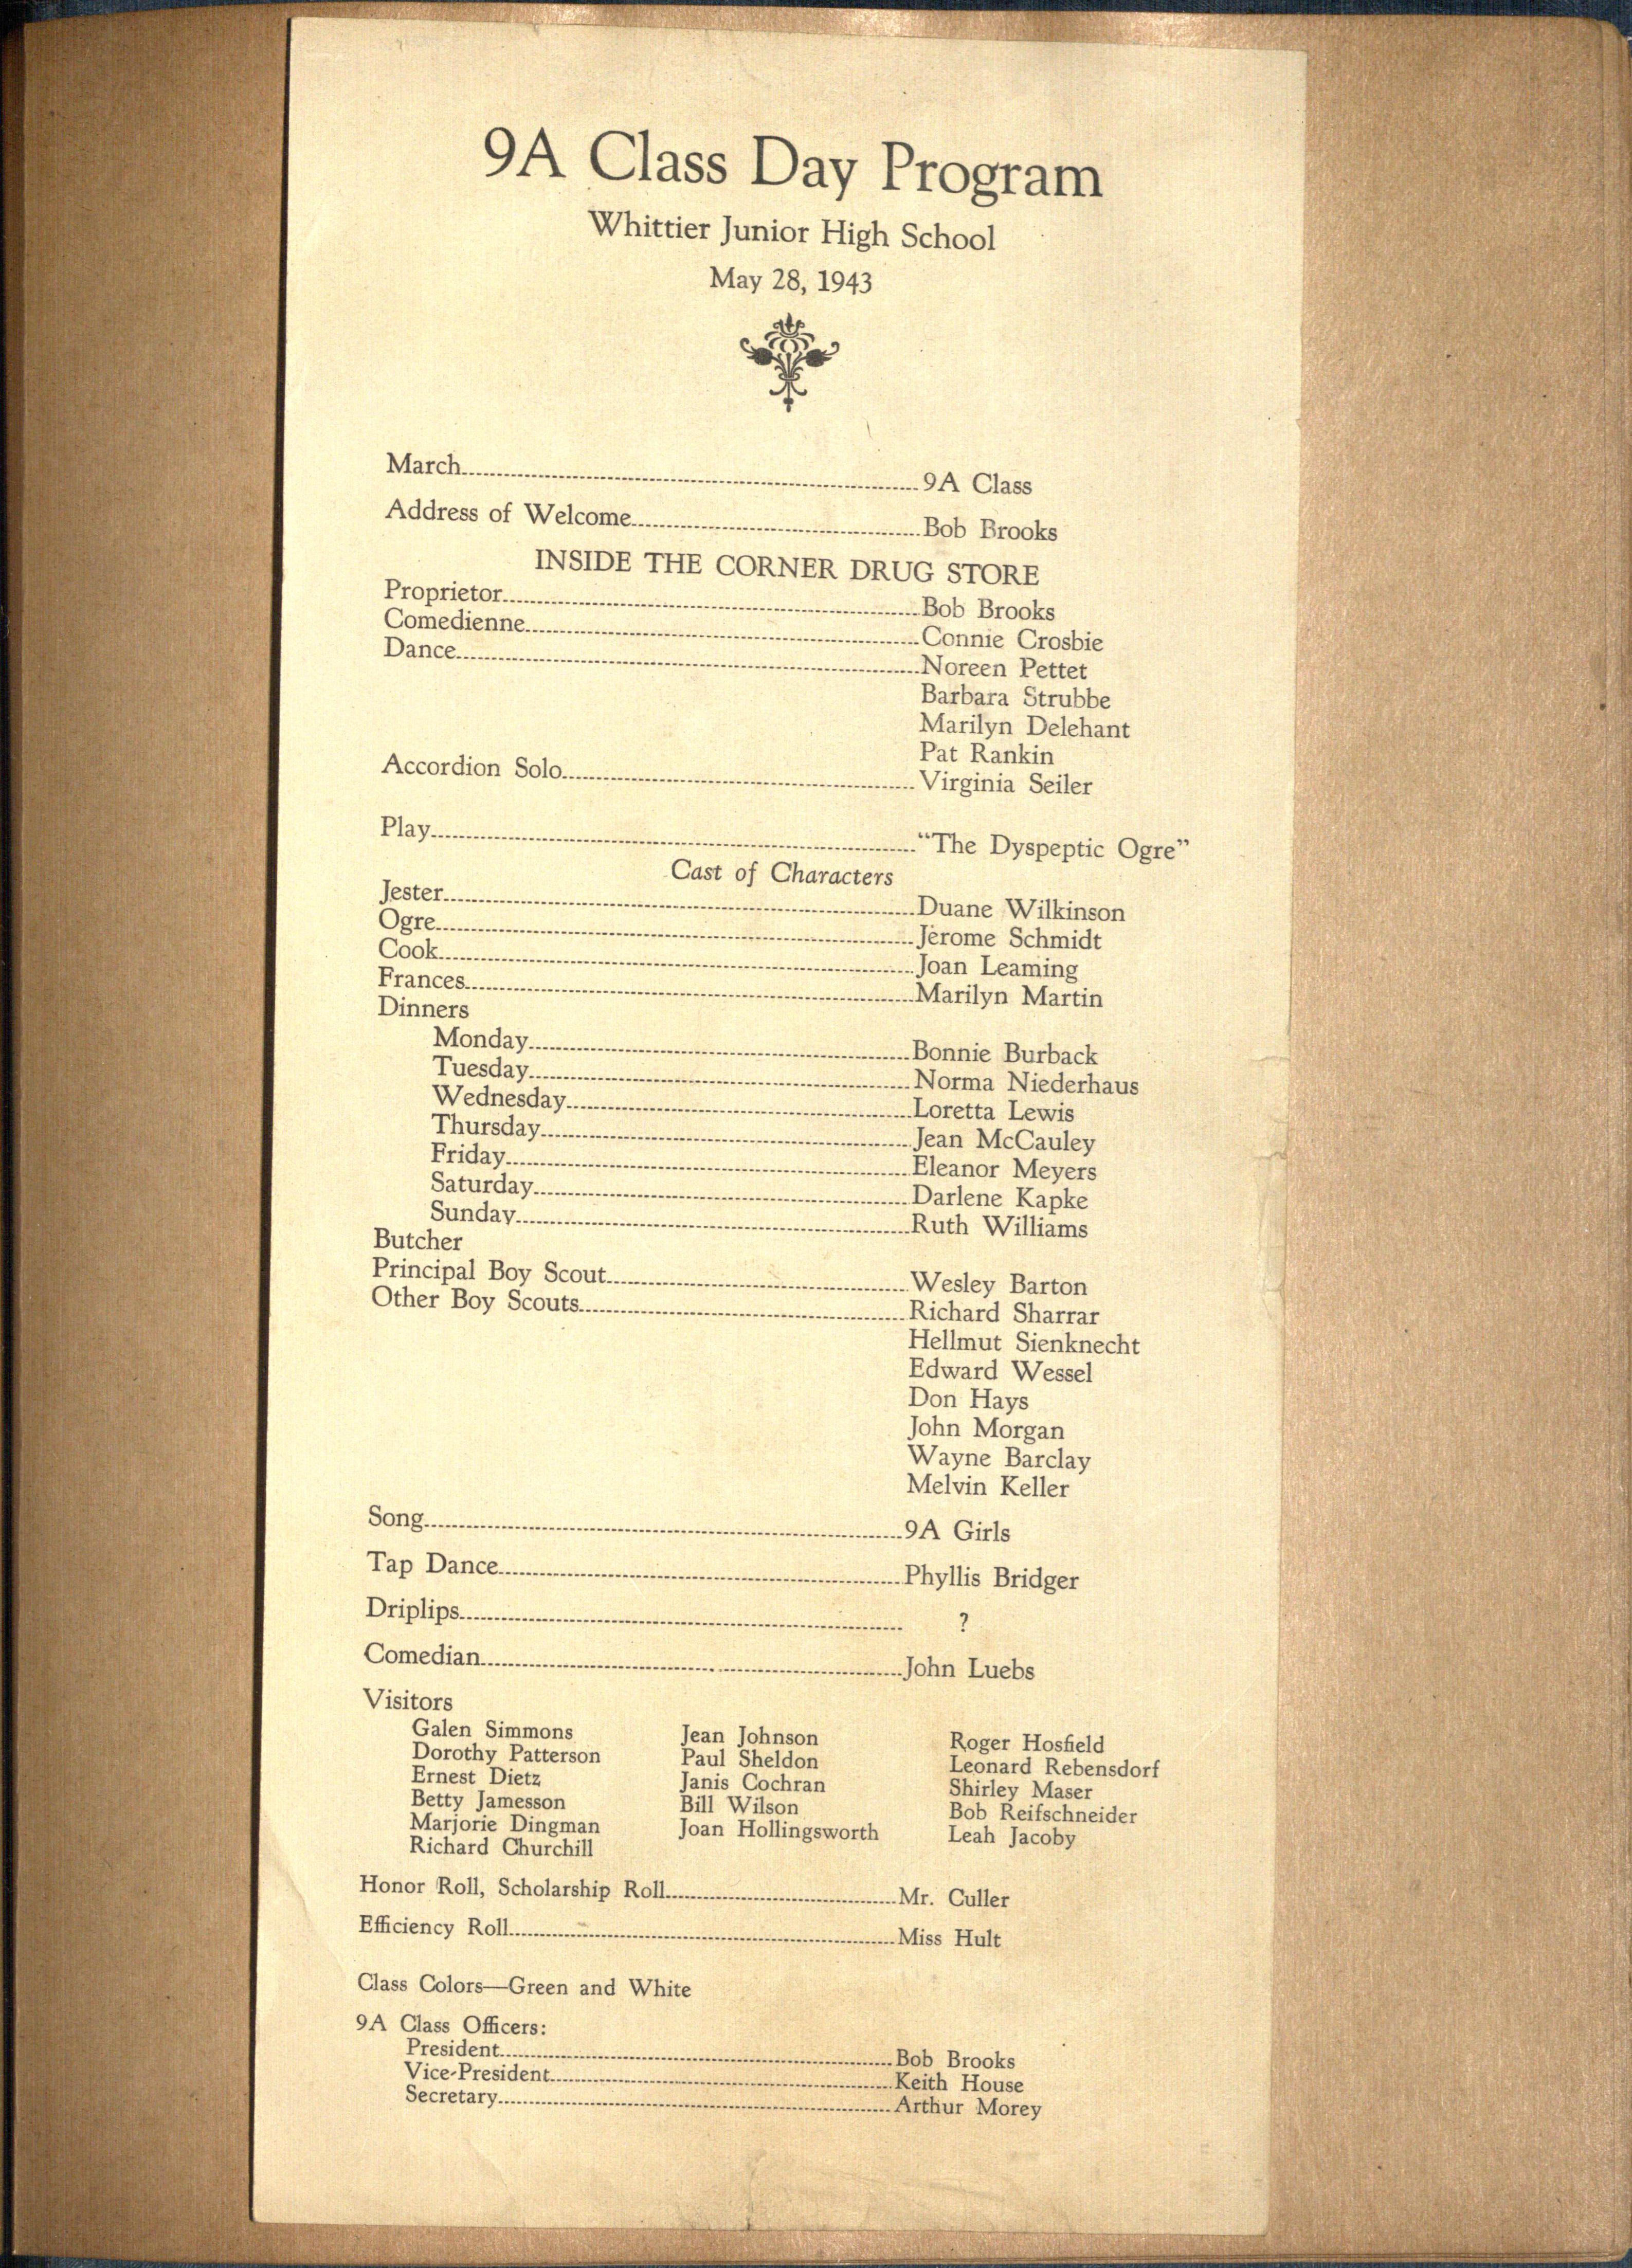 9A Class Day Program
Whittier Junior High School
May 28, 1943
March 9A Class
Address of Welcome Bob Brooks
INSIDE THE CORNER DRUG STORE
Proprietor Bob Brooks
Comedienne Connie Crosbie
Dance Noreen Pettet
Barbara Strubbe
Marilyn Delehant
Pat Rankin
Accordion Solo Virginia Seiler
Play “The Dyspeptic Ogre”
Cast of Characters
Jester Duane Wilkinson
Ogre Jerome Schmidt
Cook Joan Leaming
Frances Marilyn Martin
Dinners
Monday Bonnie Burback
Tuesday Norma Niederhaus
Wednesday Loretta Lewis
Thursday Jean McCauley
Friday Eleanor Meyers
Saturday Darlene Kapke
Sunday Ruth Williams
Butcher
Principal Boy Scout Wesley Barton
Other Boy Scouts Richard Sharrar
Hellmut Sienknecht
Edward Wessel
Don Hays
John Morgan
Wayne Barclay
Melvin Keller
Song 9A Girls
Tap Dance Phyllis Bridger
Driplips ?
Comedian John Luebs
Visitors
Galen Simmons Jean Johnson Roger Hosfield
Dorothy Patterson Paul Sheldon Leonard Rebensdorf
Ernest Dietz Janis Cochran Shirley Maser
Betty Jamesson Bill Wilson Bob Reifschneider
Marjorie Dingman Joan Hollingsworth Leah Jacoby
Richard Churchill
Honor Roll, Scholarship Roll Mr. Culler
Efficiency Roll Miss Hult
Class Colors—Green and White
9A Class Officers:
President Bob Brooks
Vice-President Keith House
Secretary Arthur Morey